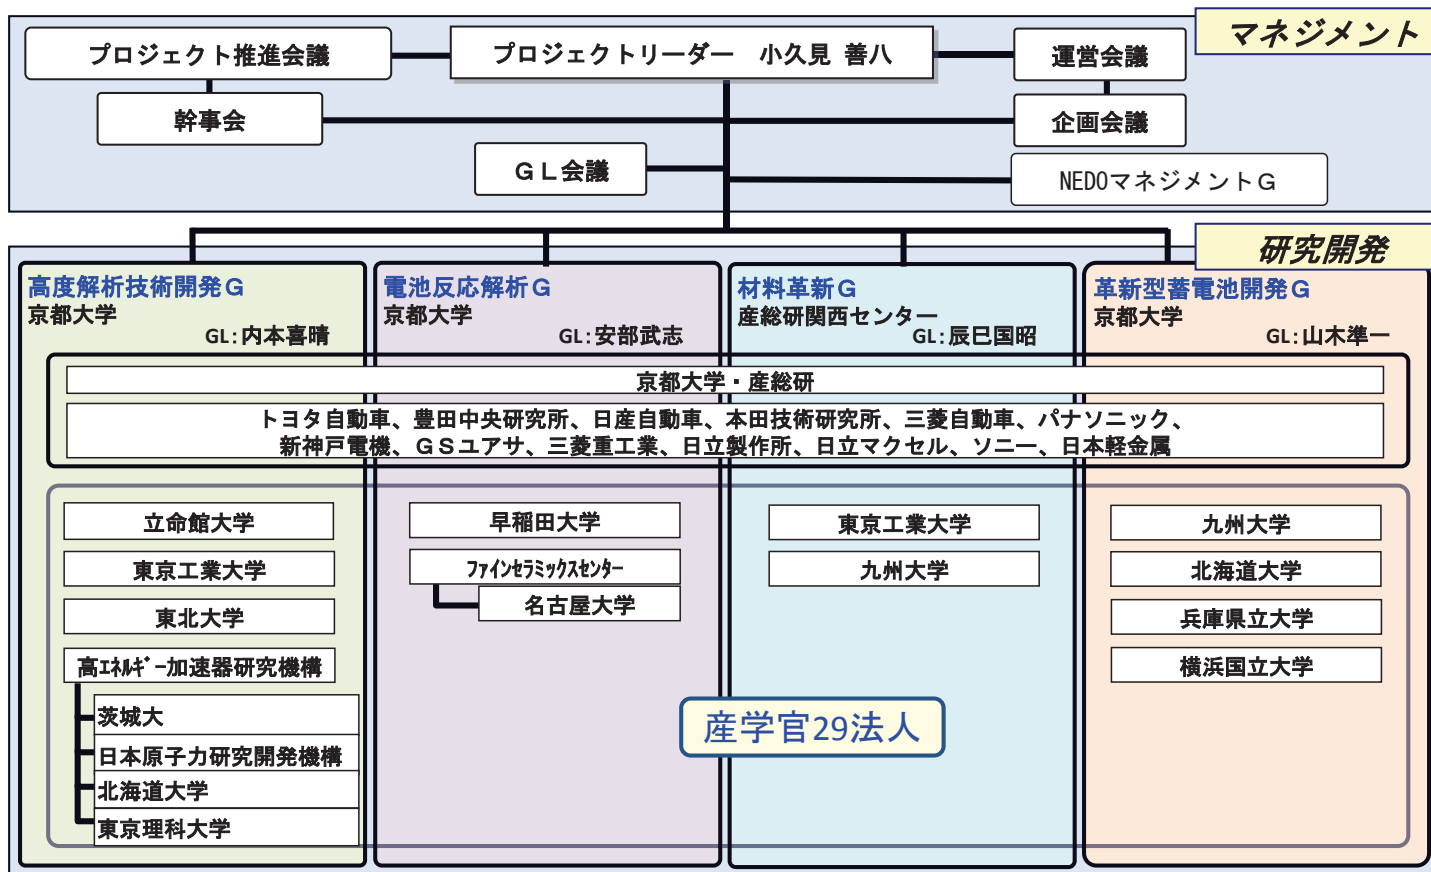 マネジメント
プロジェクト推進会議
プロジェクトリーダー　小久見 善八
運営会議
幹事会
企画会議
ＧＬ会議
NEDOマネジメントＧ
研究開発
高度解析技術開発Ｇ
京都大学
GL：内本喜晴
電池反応解析Ｇ
京都大学
GL：安部武志
材料革新Ｇ
産総研関西センター
GL：辰巳国昭
革新型蓄電池開発Ｇ
京都大学
GL：山木準一
京都大学・産総研
トヨタ自動車、豊田中央研究所、日産自動車、本田技術研究所、三菱自動車、パナソニック、
新神戸電機、ＧＳユアサ、三菱重工業、日立製作所、日立マクセル、ソニー、日本軽金属
立命館大学
東京工業大学
東北大学
高ｴﾈﾙｷﾞｰ加速器研究機構
茨城大
日本原子力研究開発機構
北海道大学
東京理科大学
早稲田大学
ﾌｧｲﾝｾﾗﾐｯｸｽｾﾝﾀｰ
名古屋大学
東京工業大学
九州大学
九州大学
北海道大学
兵庫県立大学
横浜国立大学
産学官29法人